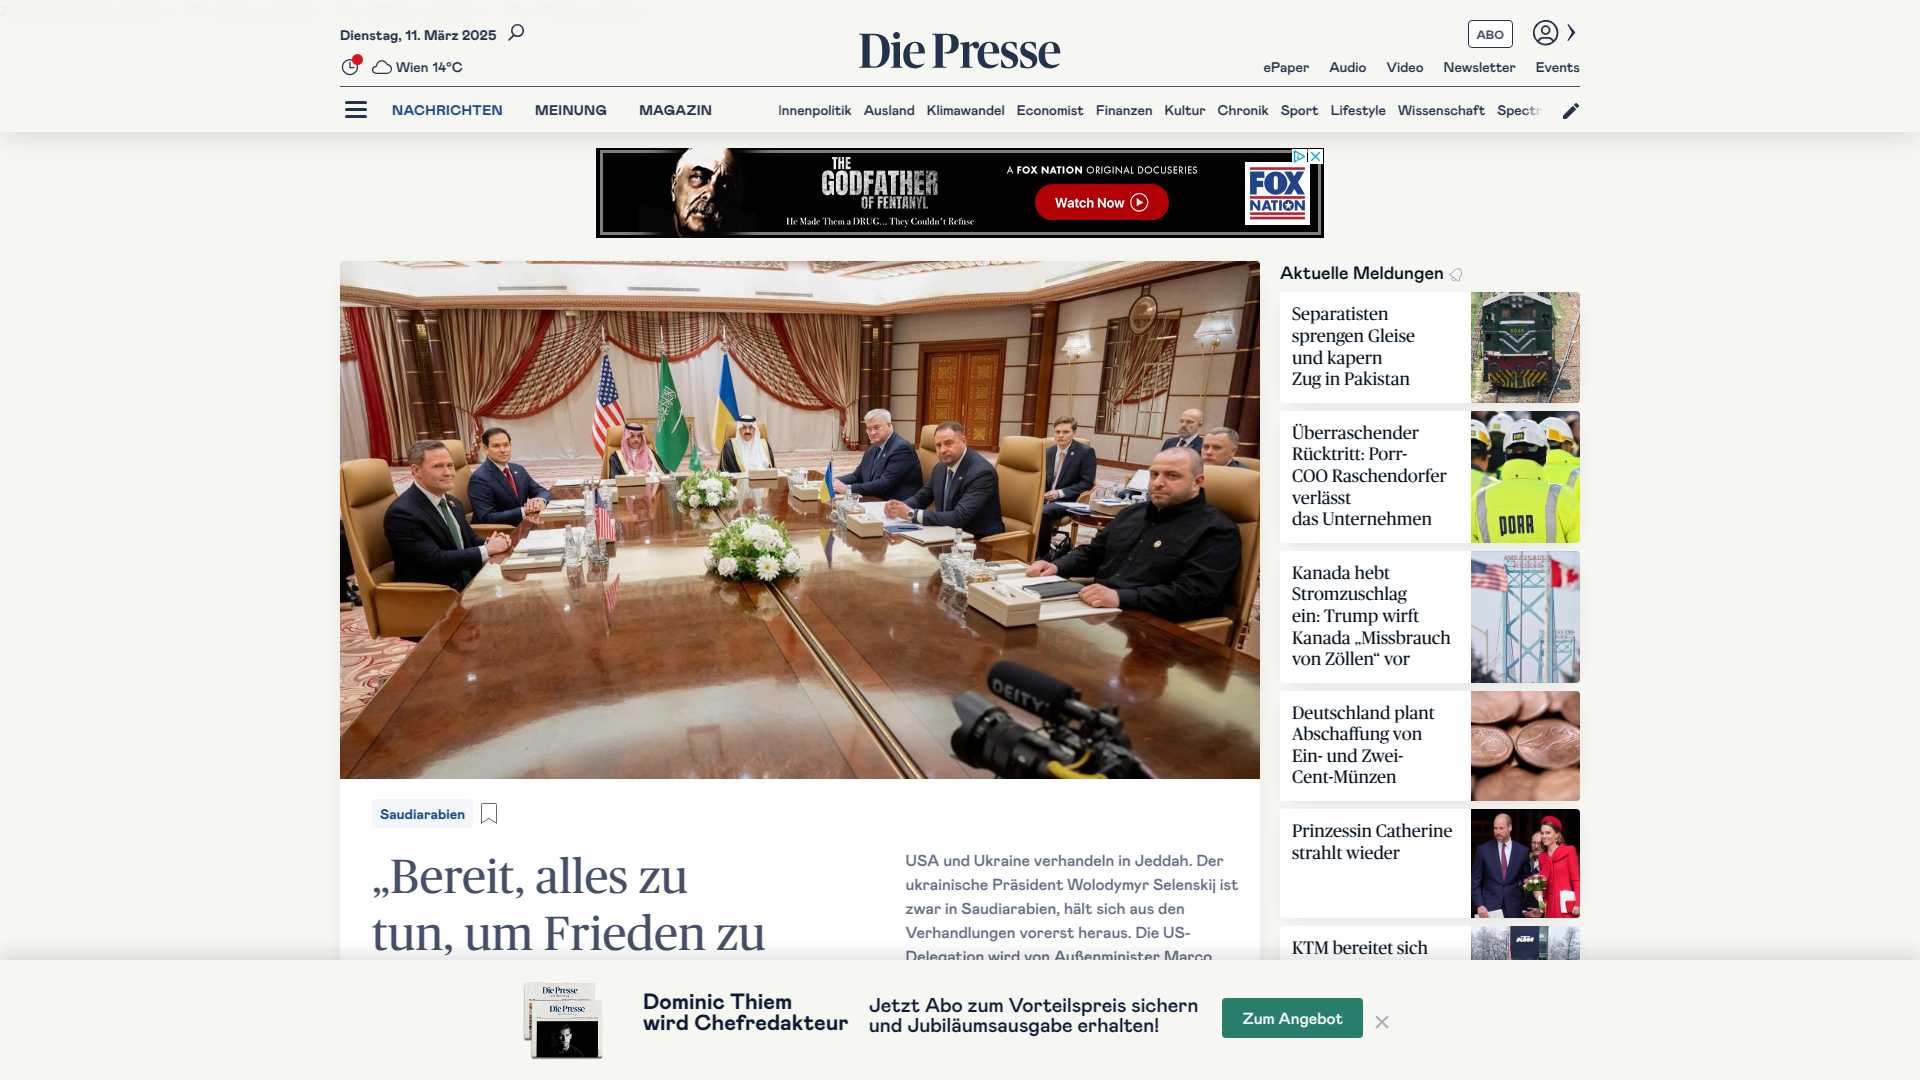 Dienstag, 11. März 2025
Wien 14°C
Die Presse
ABO
ePaper Audio Video Newsletter Events
NACHRICHTEN MEINUNG MAGAZIN
Innenpolitik Ausland Klimawandel Economist Finanzen Kultur Chronik Sport Lifestyle Wissenschaft Spectr
THE
GODFATHER
OF FENTANYL
He Made Them a DRUG... They Couldn't Refuse
A FOX NATION ORIGINAL DOCUSERIES
Watch Now
FOX
NATION
DEITY
Saudiarabien
„Bereit, alles zu
tun, um Frieden zu
USA und Ukraine verhandeln in Jeddah. Der
ukrainische Präsident Wolodymyr Selenskij ist
zwar in Saudiarabien, hält sich aus den
Verhandlungen vorerst heraus. Die US-
Delegation wird von Außenminister Marco
Aktuelle Meldungen
Separatisten
sprengen Gleise
und kapern
Zug in Pakistan
Überraschender
Rücktritt: Porr-
COO Raschendorfer
verlässt
das Unternehmen
PORR
Kanada hebt
Stromzuschlag
ein: Trump wirft
Kanada „Missbrauch
von Zöllen“ vor
Deutschland plant
Abschaffung von
Ein- und Zwei-
Cent-Münzen
Prinzessin Catherine
strahlt wieder
KTM bereitet sich
KTM
Die Presse
Die Presse
Dominic Thiem
wird Chefredakteur
Jetzt Abo zum Vorteilspreis sichern
und Jubiläumsausgabe erhalten!
Zum Angebot